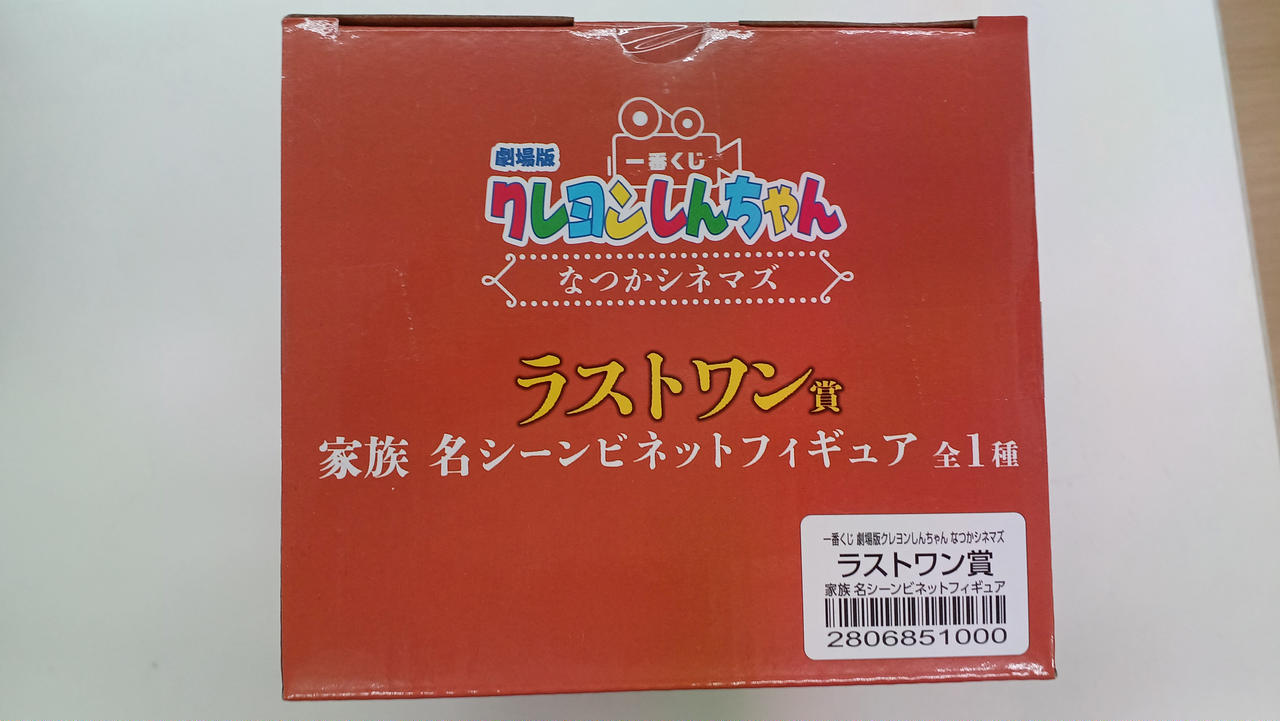 一番くじ
劇場版
クレヨンしんちゃん
なつかシネマズ
ラストワン賞
家族 名シーンビネットフィギュア 全1種
一番くじ 劇場版クレヨンしんちゃん なつかシネマズ
ラストワン賞
家族 名シーンビネットフィギュア
2806851000